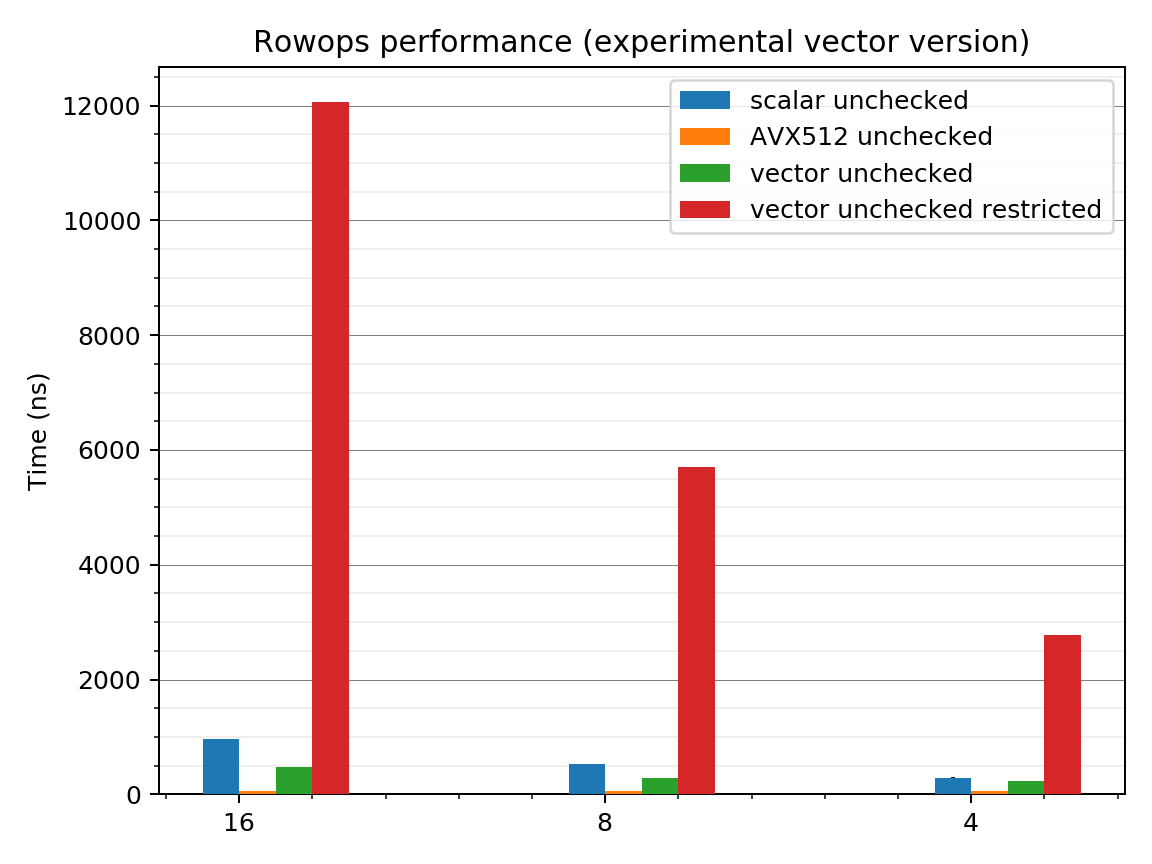 Rowops performance (experimental vector version)
scalar unchecked
AVX512 unchecked
vector unchecked
vector unchecked restricted
Time (ns)
12000
10000
8000
6000
4000
2000
0
16 8 4